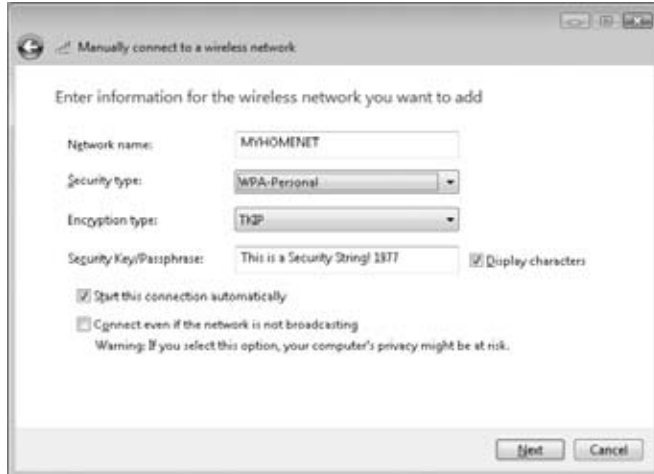 Manually connect to a wireless network
Enter information for the wireless network you want to add
Network name: MYHOMENET
Security type: WPA-Personal
Encryption type: TKIP
Security Key/Passphrase: This is a Security String! 1977 Display characters
Start this connection automatically
Connect even if the network is not broadcasting
Warning: If you select this option, your computer's privacy might be at risk.
Next Cancel